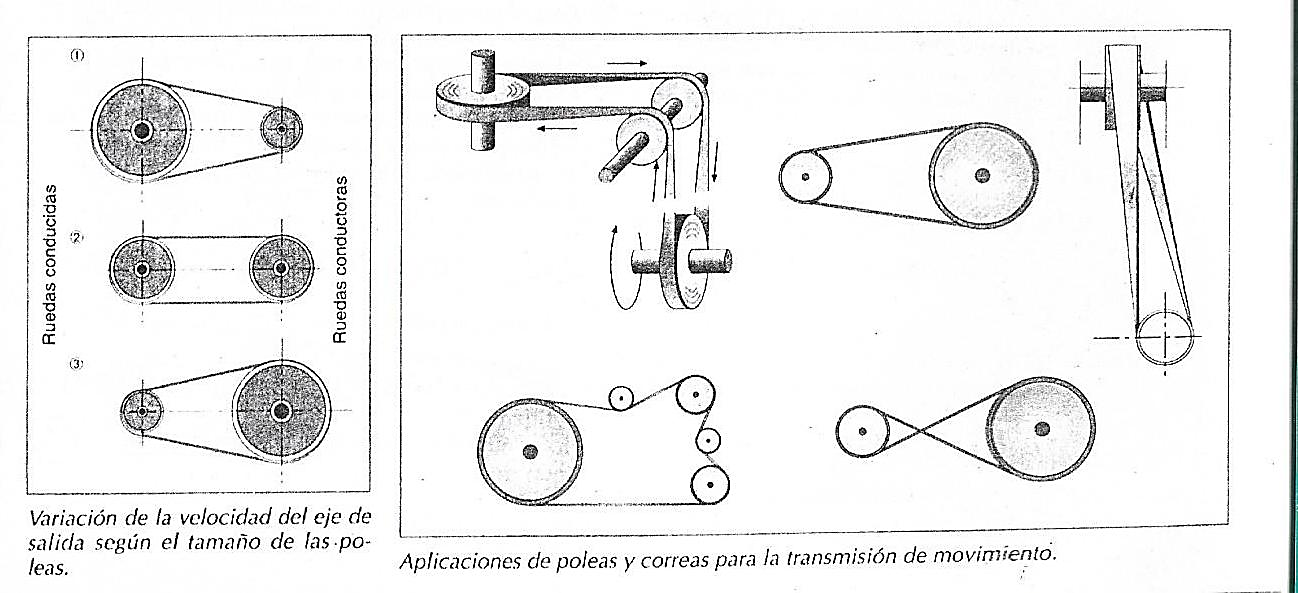 ①
②
③
Ruedas conducidas
Ruedas conductoras
Variación de la velocidad del eje de
salida según el tamaño de las po-
leas.
Aplicaciones de poleas y correas para la transmisión de movimiento.